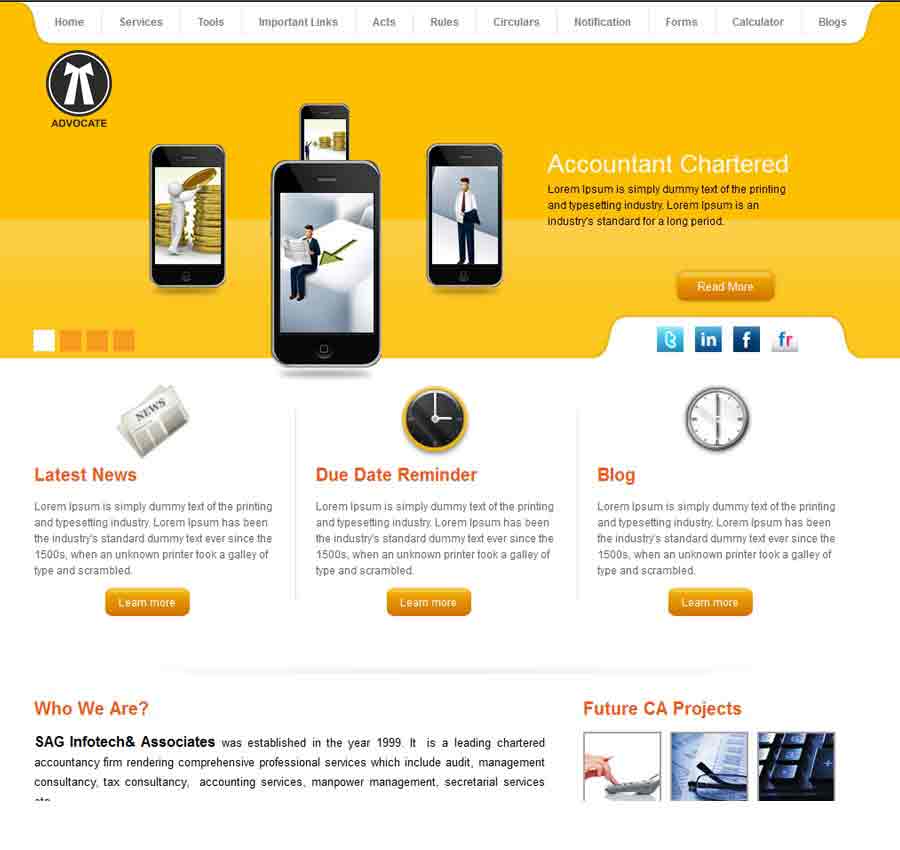 Home
Services
Tools
Important Links
Acts
Rules
Circulars
Notification
Forms
Calculator
Blogs
ADVOCATE
Accountant Chartered
Lorem Ipsum is simply dummy text of the printing
and typesetting industry. Lorem Ipsum is an
industry's standard for a long period.
Read More
in
f
fr
NEWS
Latest News
Lorem Ipsum is simply dummy text of the printing
and typesetting industry. Lorem Ipsum has been
the industry's standard dummy text ever since the
1500s, when an unknown printer took a galley of
type and scrambled.
Learn more
Due Date Reminder
Lorem Ipsum is simply dummy text of the printing
and typesetting industry. Lorem Ipsum has been
the industry's standard dummy text ever since the
1500s, when an unknown printer took a galley of
type and scrambled.
Learn more
Blog
Lorem Ipsum is simply dummy text of the printing
and typesetting industry. Lorem Ipsum has been
the industry's standard dummy text ever since the
1500s, when an unknown printer took a galley of
type and scrambled.
Learn more
Who We Are?
SAG Infotech& Associates was established in the year 1999. It is a leading chartered
accountancy firm rendering comprehensive professional services which include audit, management
consultancy, tax consultancy, accounting services, manpower management, secretarial services
Future CA Projects